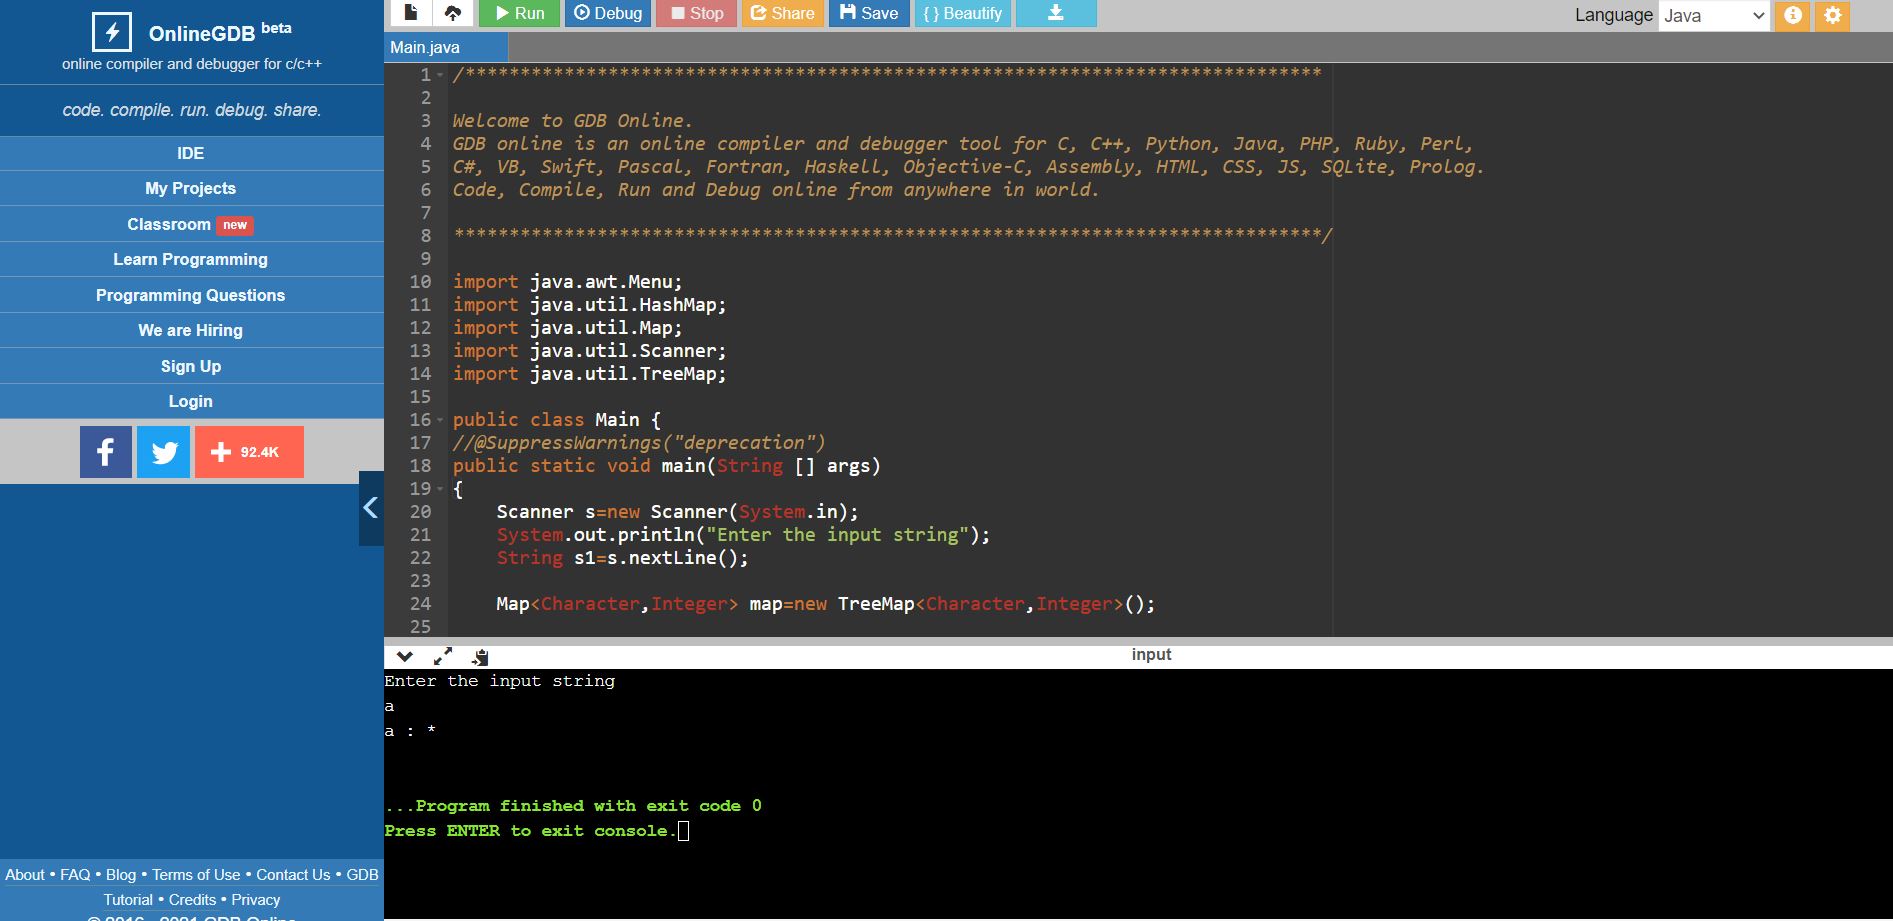 OnlineGDB beta
online compiler and debugger for c/c++
code. compile. run. debug. share.
IDE
My Projects
Classroom new
Learn Programming
Programming Questions
We are Hiring
Sign Up
Login
92.4K
About • FAQ • Blog • Terms of Use • Contact Us • GDB
Tutorial • Credits • Privacy
Run Debug Stop Share Save { } Beautify
Language Java
Main.java
1 /******************************************************************************
2
3 Welcome to GDB Online.
4 GDB online is an online compiler and debugger tool for C, C++, Python, Java, PHP, Ruby, Perl,
5 C#, VB, Swift, Pascal, Fortran, Haskell, Objective-C, Assembly, HTML, CSS, JS, SQLite, Prolog.
6 Code, Compile, Run and Debug online from anywhere in world.
7
8 *******************************************************************************/
9
10 import java.awt.Menu;
11 import java.util.HashMap;
12 import java.util.Map;
13 import java.util.Scanner;
14 import java.util.TreeMap;
15
16 public class Main {
17 //@SuppressWarnings("deprecation")
18 public static void main(String [] args)
19 {
20 Scanner s=new Scanner(System.in);
21 System.out.println("Enter the input string");
22 String s1=s.nextLine();
23
24 Map<Character,Integer> map=new TreeMap<Character,Integer>();
25
input
Enter the input string
a
a : *
...Program finished with exit code 0
Press ENTER to exit console.